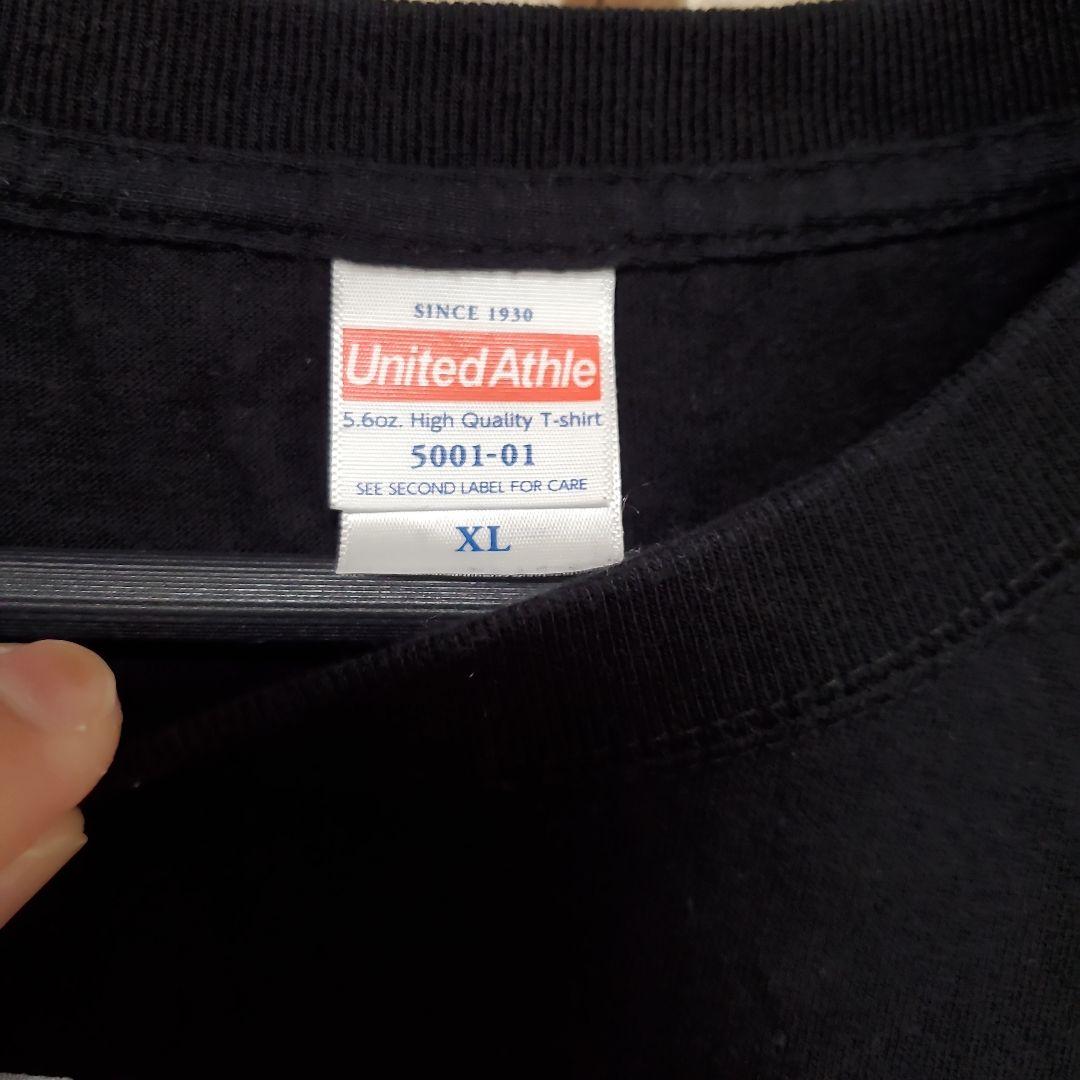 SINCE 1930
United Athle
5.6oz. High Quality T-shirt
5001-01
SEE SECOND LABEL FOR CARE
XL